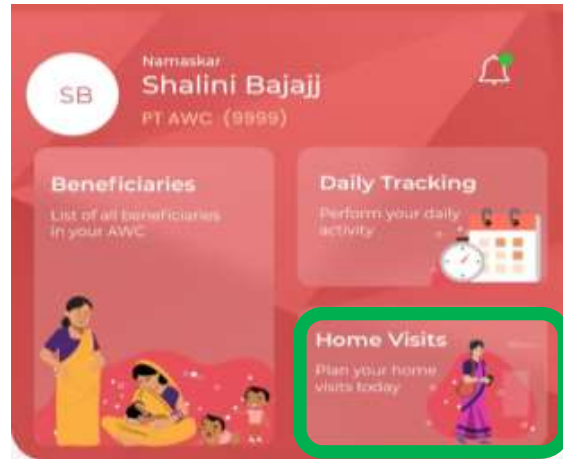 Namaskar
SB
Shalini Bajajj
PT AWC (9999)
Beneficiaries
List of all beneficiaries
in your AWC
Daily Tracking
Perform your daily
activity
Home Visits
Plan your home
visits today